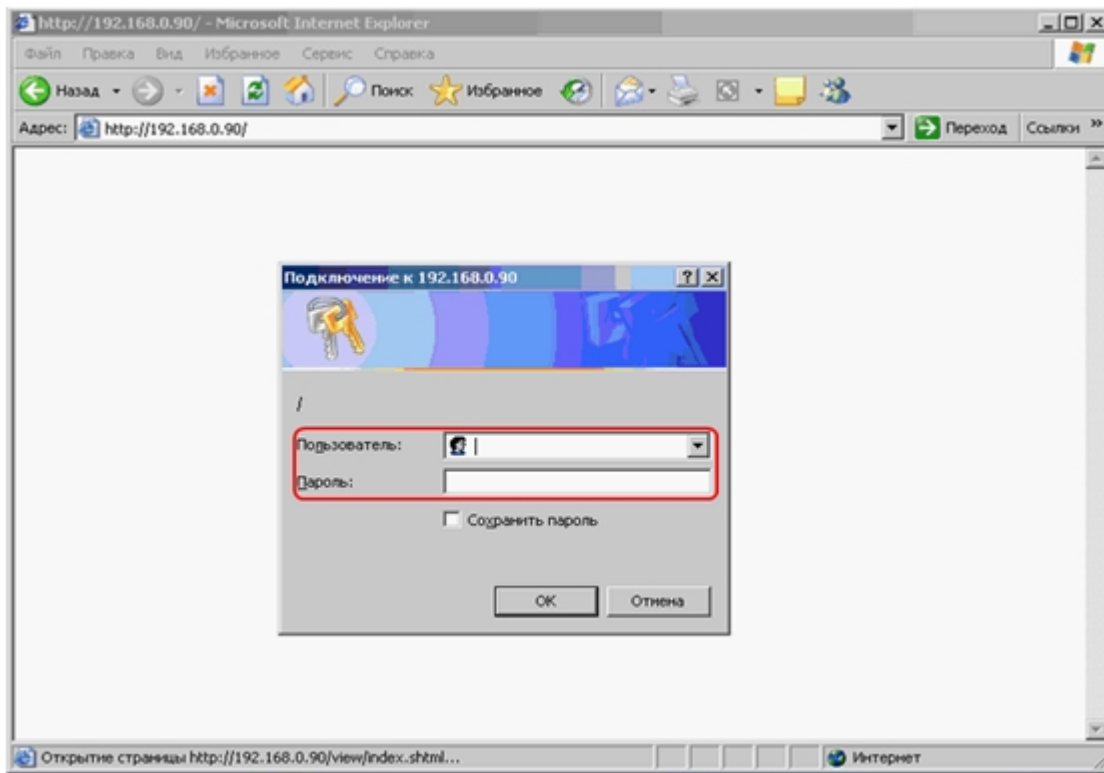 http://192.168.0.90/ - Microsoft Internet Explorer
Файл Правка Вид Избранное Сервис Справка
Назад Поиск Избранное
Адрес: http://192.168.0.90/ Переход Ссылки »
Подключение к 192.168.0.90
/
Пользователь:
Пароль:
Сохранить пароль
OK Отмена
Открытие страницы http://192.168.0.90/view/index.shtml... Интернет